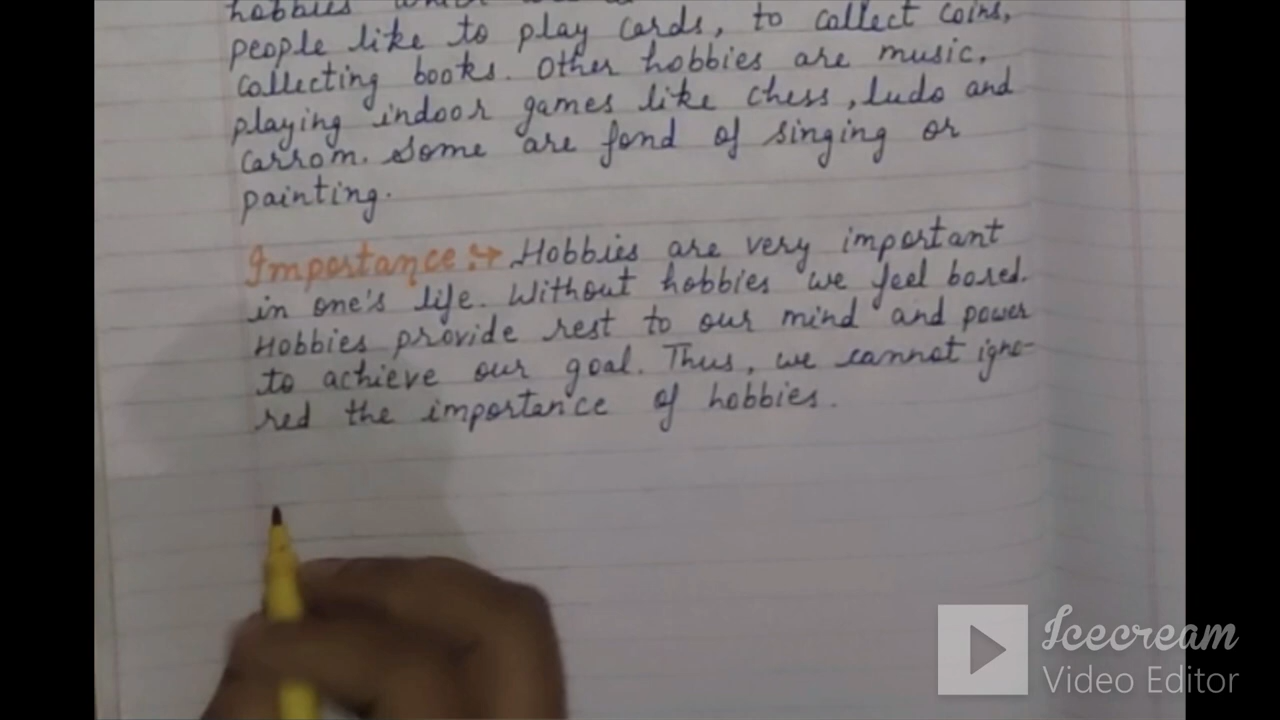 hobbies which
people like to play cards, to collect coins,
collecting books. Other hobbies are music,
playing indoor games like chess, ludo and
carrom. Some are fond of singing or
painting.
Importance:→ Hobbies are very important
in one's life. Without hobbies we feel bored.
Hobbies provide rest to our mind and power
to achieve our goal. Thus, we cannot igno-
red the importance of hobbies.
Icecream
Video Editor